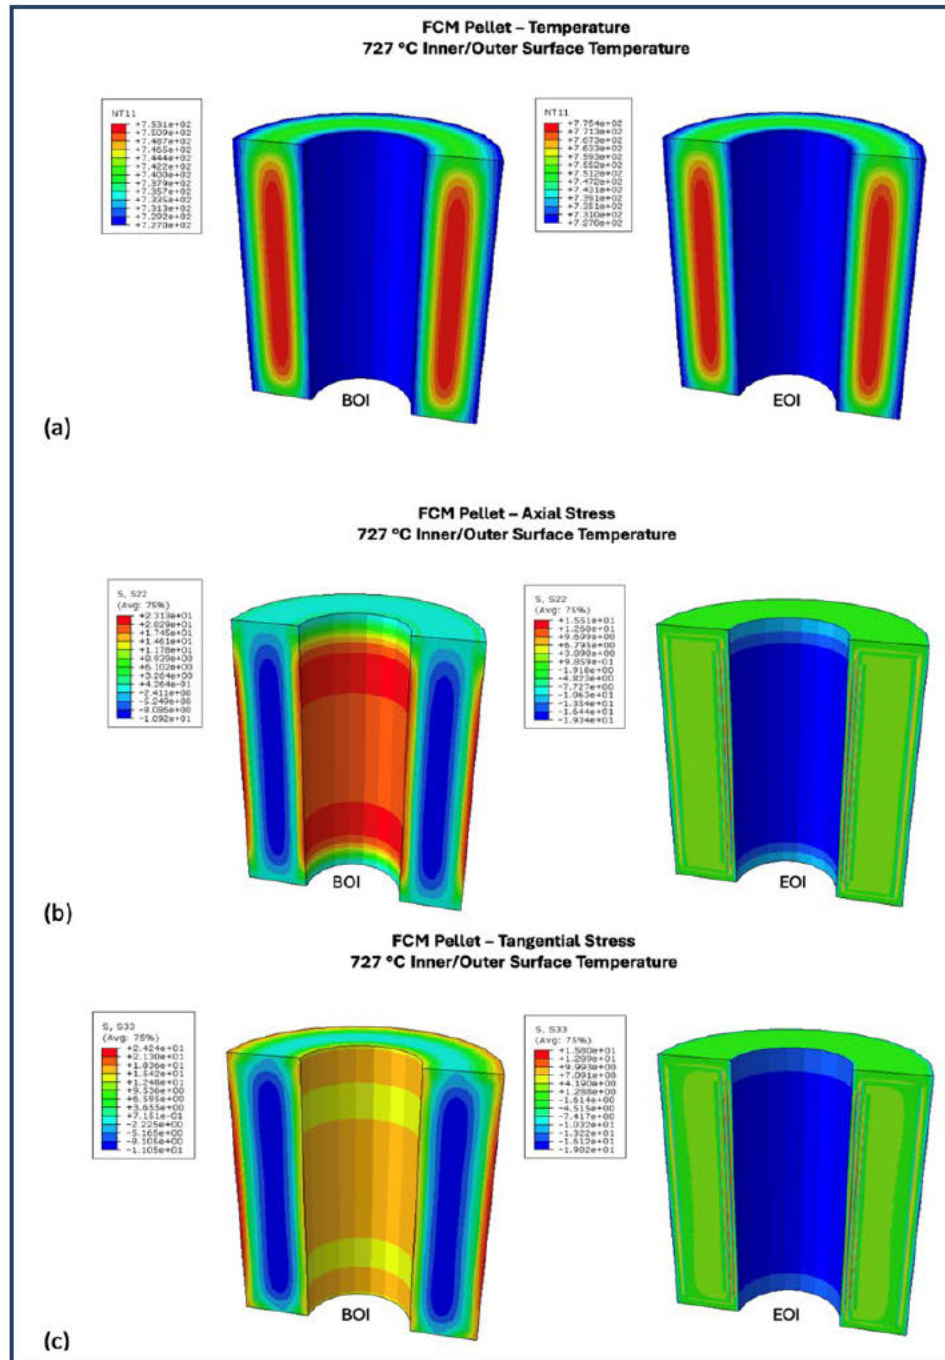 FCM Pellet – Temperature
727 °C Inner/Outer Surface Temperature
NT11
+7.531e+02
+7.509e+02
+7.487e+02
+7.465e+02
+7.444e+02
+7.422e+02
+7.400e+02
+7.379e+02
+7.357e+02
+7.335e+02
+7.313e+02
+7.292e+02
+7.270e+02
BOI
NT11
+7.754e+02
+7.713e+02
+7.673e+02
+7.633e+02
+7.593e+02
+7.552e+02
+7.512e+02
+7.472e+02
+7.431e+02
+7.391e+02
+7.351e+02
+7.310e+02
+7.270e+02
EOI
(a)
FCM Pellet – Axial Stress
727 °C Inner/Outer Surface Temperature
S, S22
(Avg: 75%)
+2.313e+01
+2.029e+01
+1.745e+01
+1.461e+01
+1.178e+01
+8.939e+00
+6.102e+00
+3.264e+00
+4.264e-01
-2.411e+00
-5.249e+00
-8.086e+00
-1.092e+01
BOI
S, S22
(Avg: 75%)
+1.551e+01
+1.260e+01
+9.699e+00
+6.795e+00
+3.890e+00
+9.859e-01
-1.918e+00
-4.823e+00
-7.727e+00
-1.063e+01
-1.354e+01
-1.644e+01
-1.934e+01
EOI
(b)
FCM Pellet – Tangential Stress
727 °C Inner/Outer Surface Temperature
S, S33
(Avg: 75%)
+2.424e+01
+2.130e+01
+1.836e+01
+1.542e+01
+1.248e+01
+9.536e+00
+6.595e+00
+3.655e+00
+7.151e-01
-2.225e+00
-5.165e+00
-8.105e+00
-1.105e+01
BOI
S, S33
(Avg: 75%)
+1.580e+01
+1.289e+01
+9.993e+00
+7.091e+00
+4.190e+00
+1.288e+00
-1.614e+00
-4.515e+00
-7.417e+00
-1.032e+01
-1.322e+01
-1.612e+01
-1.902e+01
EOI
(c)